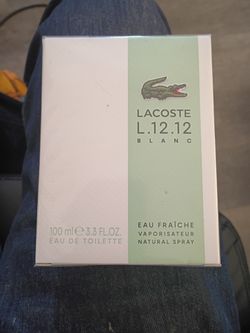 LACOSTE
L.12.12
BLANC
100 ml ℮ 3.3 FL.OZ.
EAU DE TOILETTE
EAU FRAÎCHE
VAPORISATEUR
NATURAL SPRAY